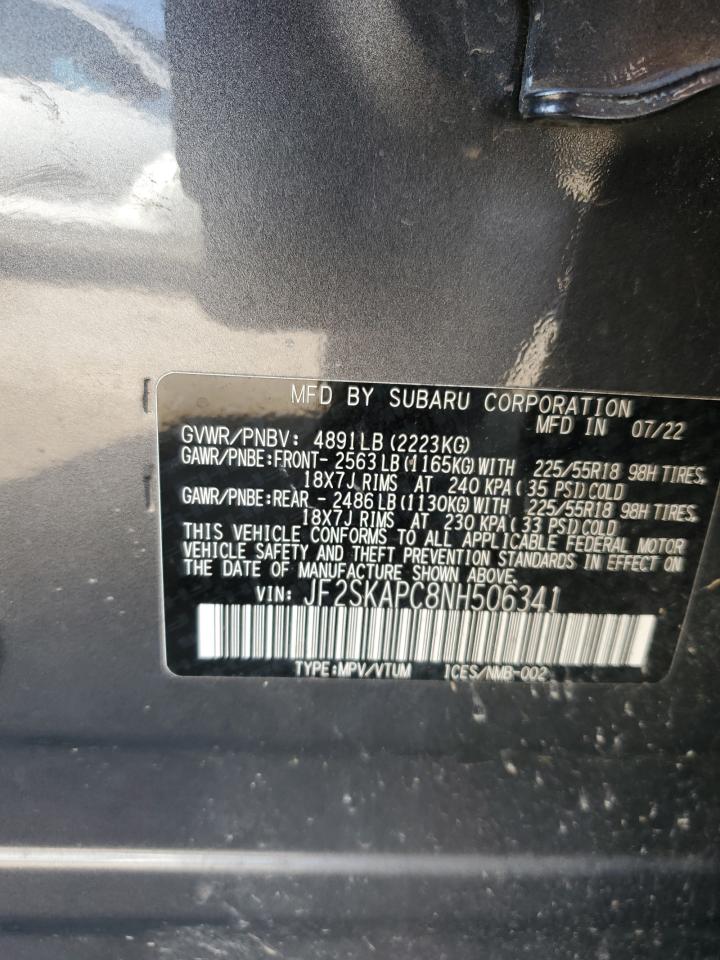 MFD BY SUBARU CORPORATION
MFD IN 07/22
GVWR/PNBV: 4891LB(2223KG)
GAWR/PNBE:FRONT- 2563LB(1165KG)WITH 225/55R18 98H TIRES,
18X7J RIMS AT 240 KPA(35 PSI)COLD
GAWR/PNBE:REAR - 2486LB(1130KG)WITH 225/55R18 98H TIRES,
18X7J RIMS AT 230 KPA(33 PSI)COLD
THIS VEHICLE CONFORMS TO ALL APPLICABLE FEDERAL MOTOR
VEHICLE SAFETY AND THEFT PREVENTION STANDARDS IN EFFECT ON
THE DATE OF MANUFACTURE SHOWN ABOVE.
VIN: JF2SKAPC8NH506341
TYPE:MPV/VTUM ICES/NMB-002